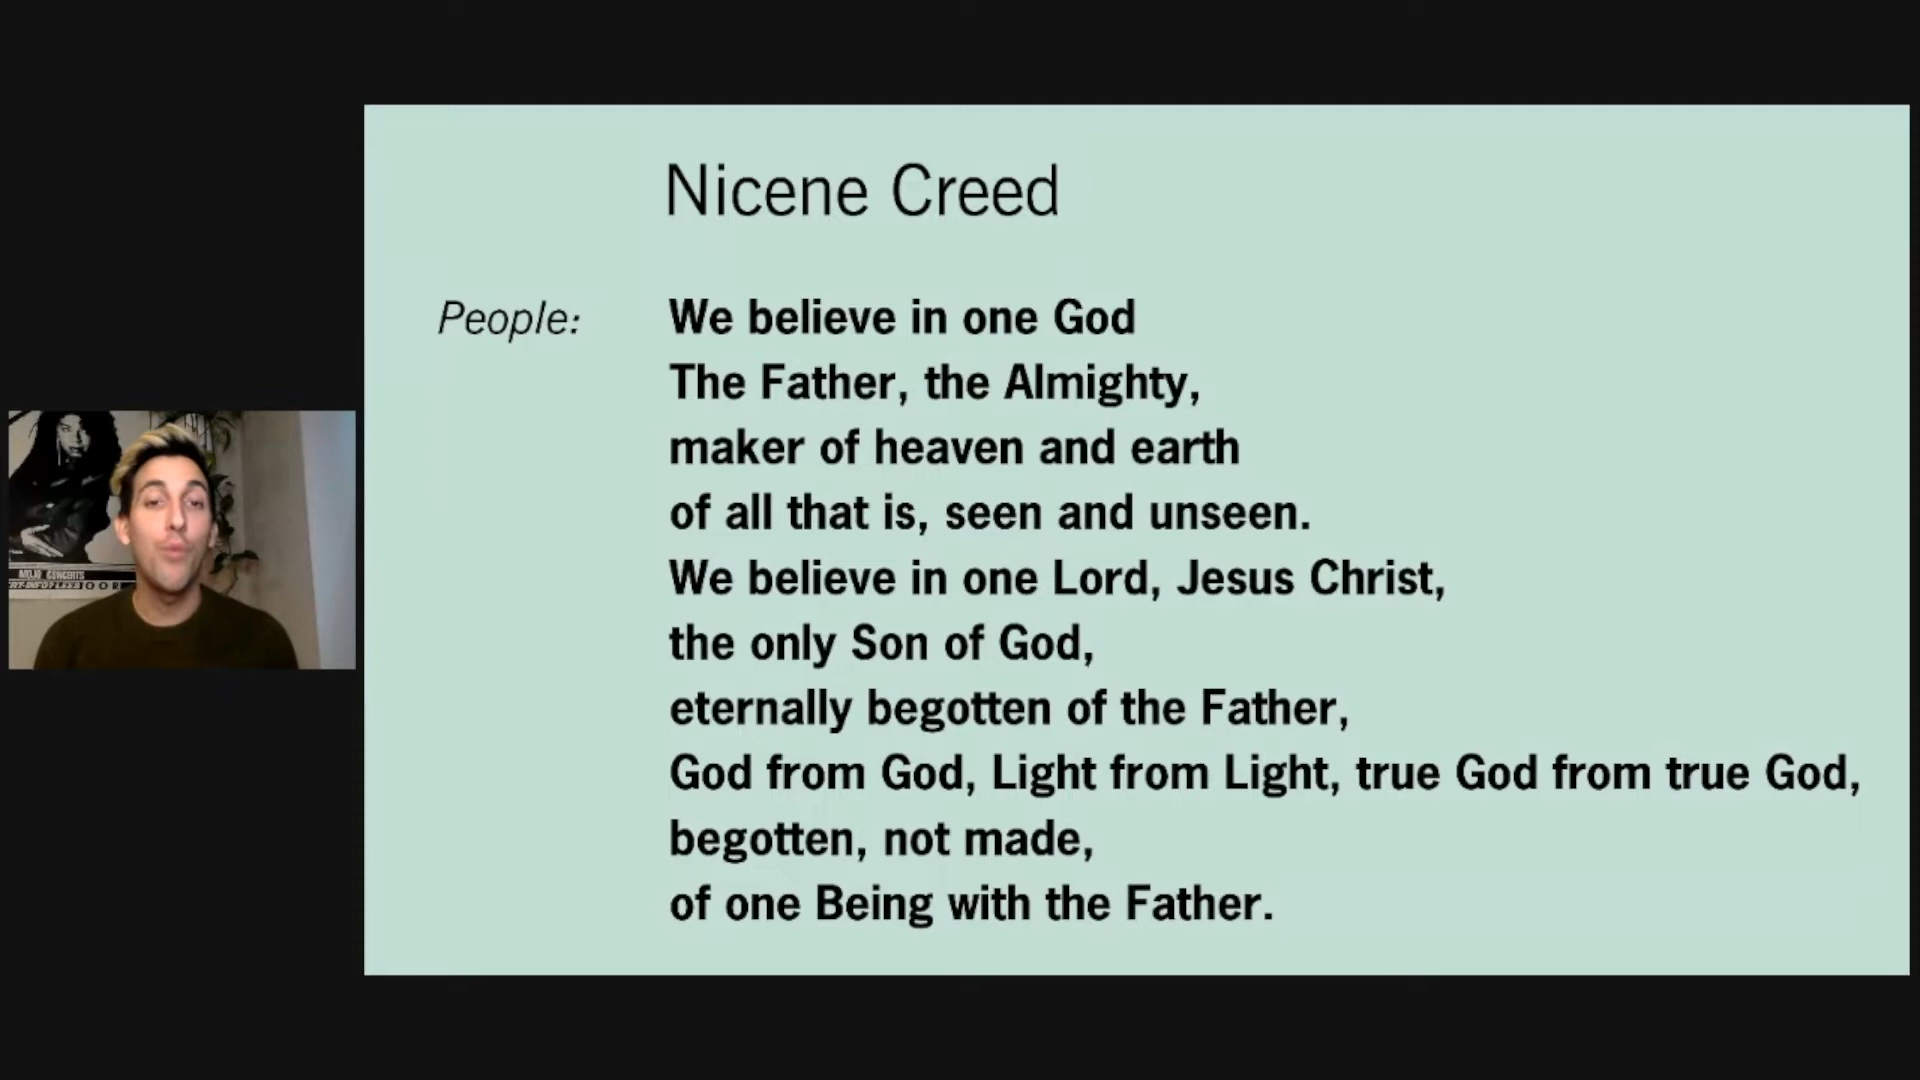 Nicene Creed
People: We believe in one God
The Father, the Almighty,
maker of heaven and earth
of all that is, seen and unseen.
We believe in one Lord, Jesus Christ,
the only Son of God,
eternally begotten of the Father,
God from God, Light from Light, true God from true God,
begotten, not made,
of one Being with the Father.
MOJO CONCERTS